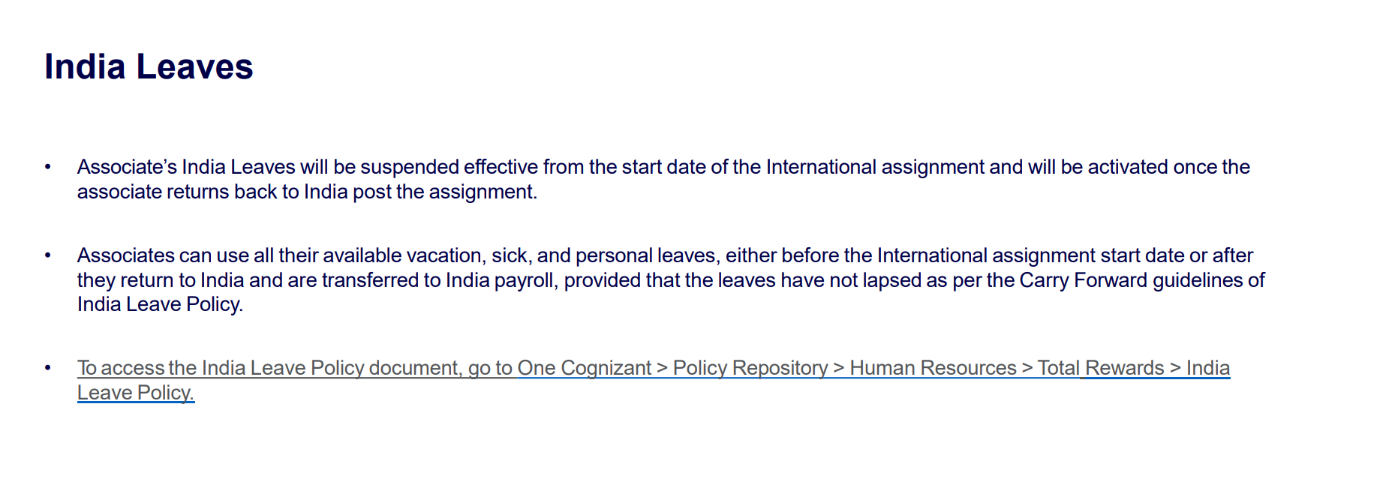 India Leaves
• Associate’s India Leaves will be suspended effective from the start date of the International assignment and will be activated once the
associate returns back to India post the assignment.
• Associates can use all their available vacation, sick, and personal leaves, either before the International assignment start date or after
they return to India and are transferred to India payroll, provided that the leaves have not lapsed as per the Carry Forward guidelines of
India Leave Policy.
• To access the India Leave Policy document, go to One Cognizant > Policy Repository > Human Resources > Total Rewards > India
Leave Policy.